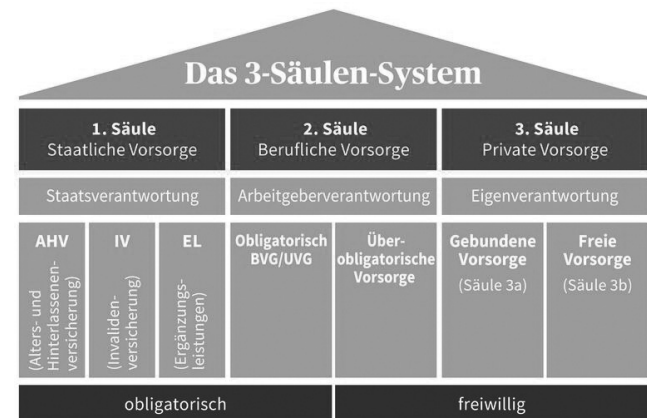 Das 3-Säulen-System
1. Säule
Staatliche Vorsorge
2. Säule
Berufliche Vorsorge
3. Säule
Private Vorsorge
Staatsverantwortung
Arbeitgeberverantwortung
Eigenverantwortung
AHV
(Alters- und
Hinterlassenen-
versicherung)
IV
(Invaliden-
versicherung)
EL
(Ergänzungs-
leistungen)
Obligatorisch
BVG/UVG
Über-
obligatorische
Vorsorge
Gebundene
Vorsorge
(Säule 3a)
Freie
Vorsorge
(Säule 3b)
obligatorisch
freiwillig